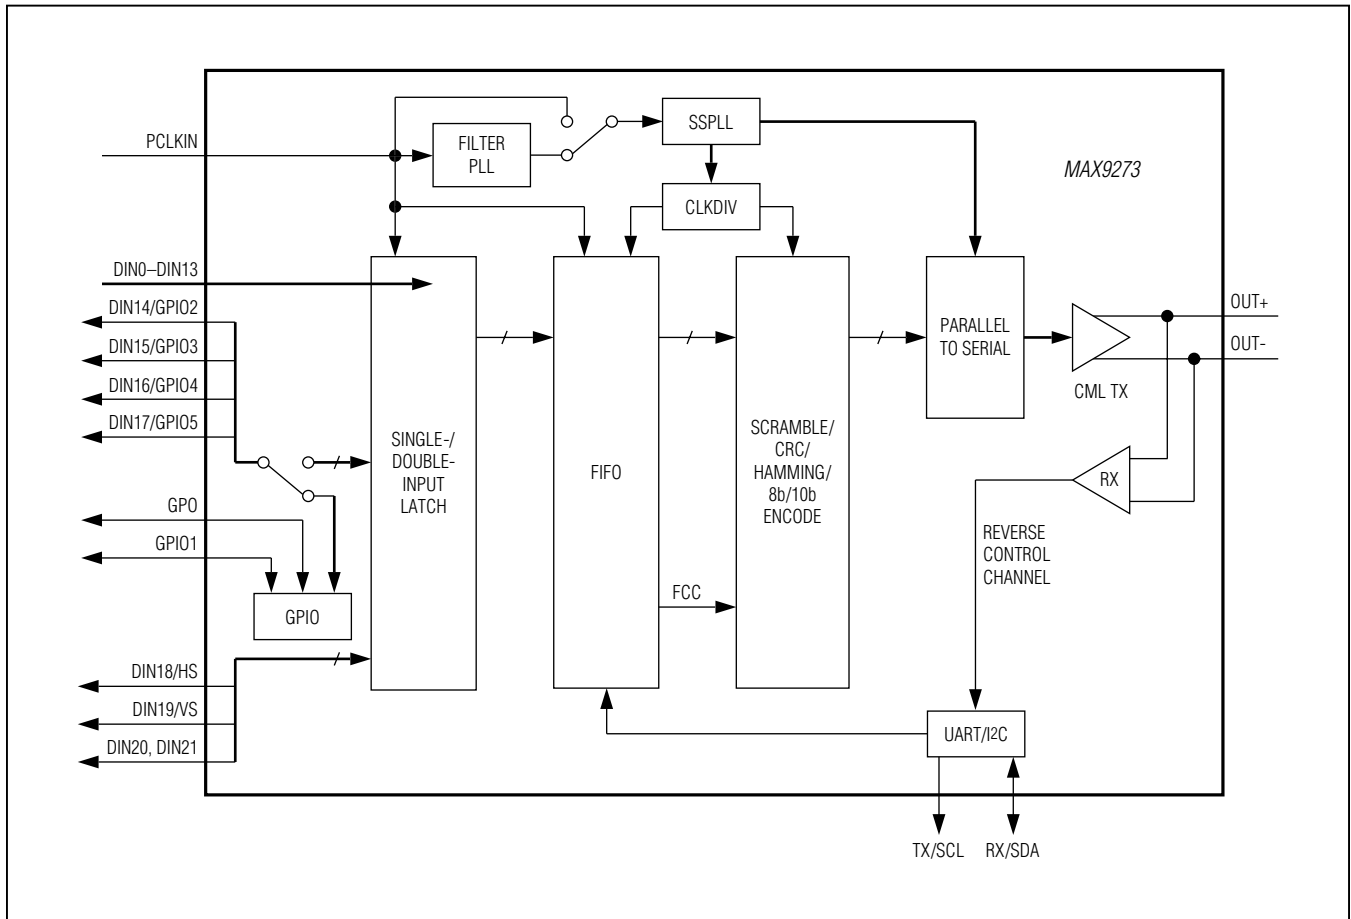 PCLKIN
FILTER
PLL
SSPLL
CLKDIV
MAX9273
DIN0–DIN13
DIN14/GPIO2
DIN15/GPIO3
DIN16/GPIO4
DIN17/GPIO5
GPO
GPIO1
GPIO
DIN18/HS
DIN19/VS
DIN20, DIN21
SINGLE-/
DOUBLE-
INPUT
LATCH
FIFO
FCC
SCRAMBLE/
CRC/
HAMMING/
8b/10b
ENCODE
PARALLEL
TO SERIAL
CML TX
OUT+
OUT-
RX
REVERSE
CONTROL
CHANNEL
UART/I2C
TX/SCL
RX/SDA